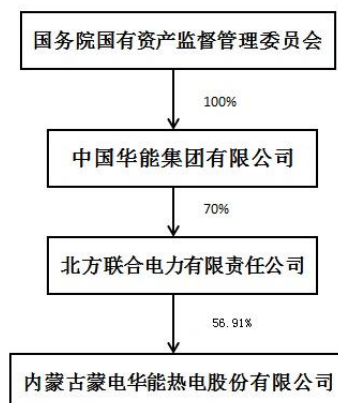 国务院国有资产监督管理委员会
100%
中国华能集团有限公司
70%
北方联合电力有限责任公司
56.91%
内蒙古蒙电华能热电股份有限公司